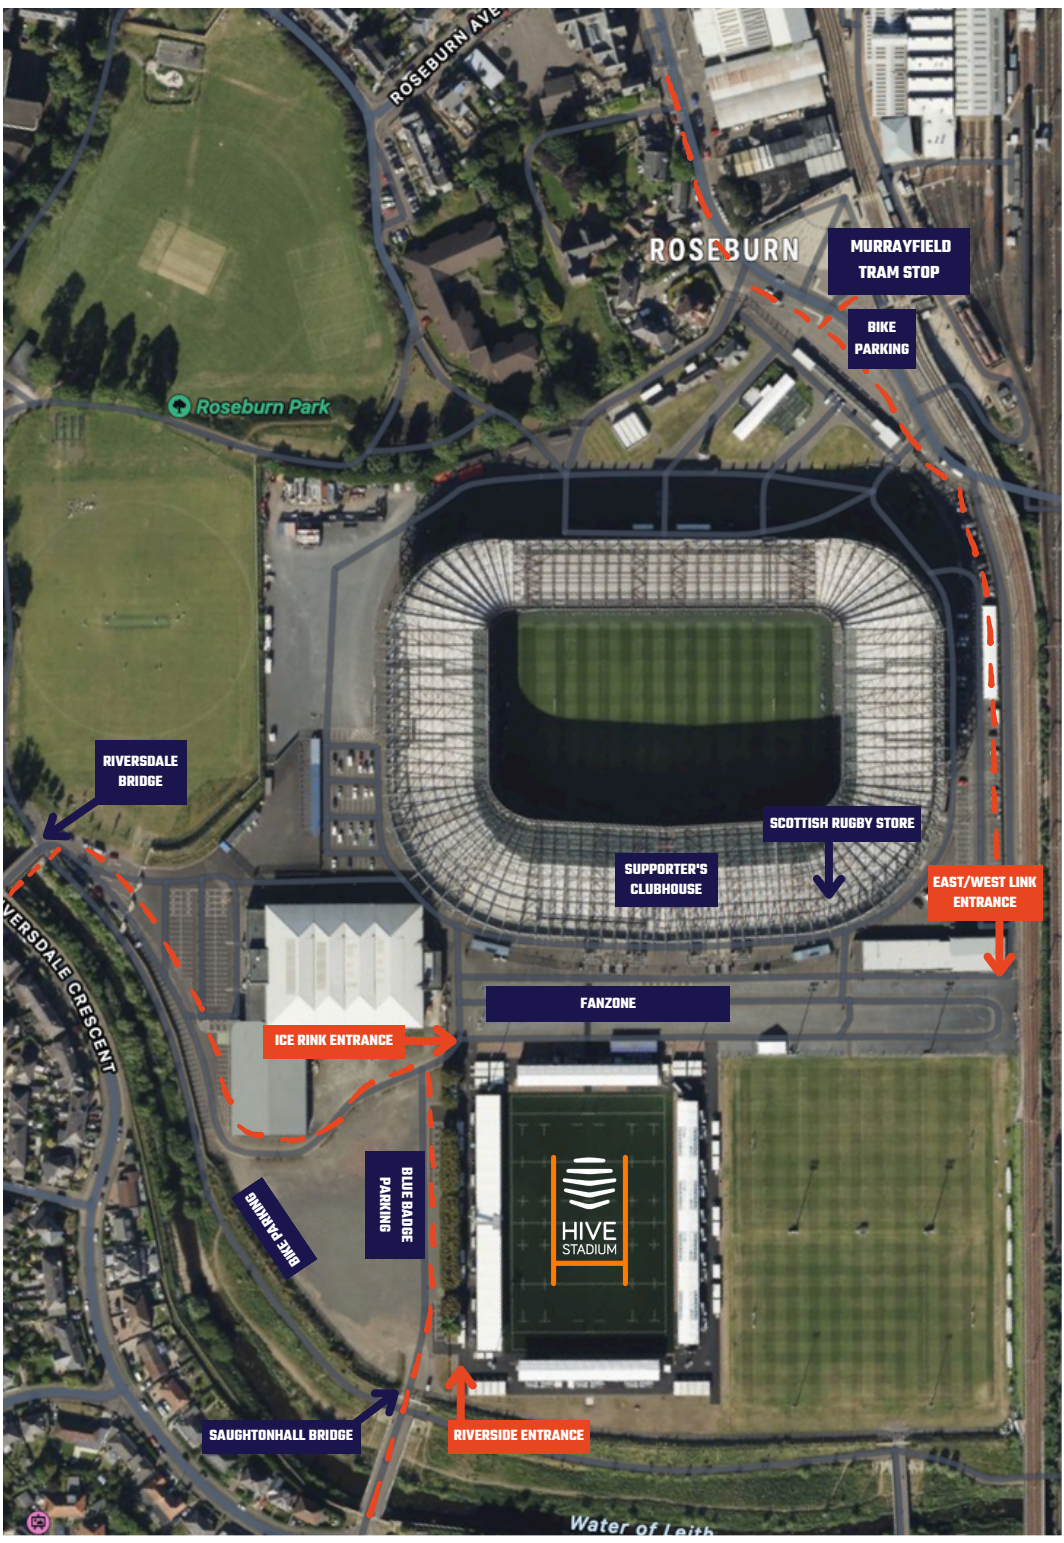 ROSEBURN AVE
ROSEBURN
MURRAYFIELD
TRAM STOP
BIKE
PARKING
Roseburn Park
RIVERSDALE
BRIDGE
SCOTTISH RUGBY STORE
SUPPORTER'S
CLUBHOUSE
EAST/WEST LINK
ENTRANCE
VERSDALE CRESCENT
FANZONE
ICE RINK ENTRANCE
BLUE BADGE
PARKING
BIKE PARKING
HIVE
STADIUM
SAUGHTONHALL BRIDGE
RIVERSIDE ENTRANCE
Water of Leith